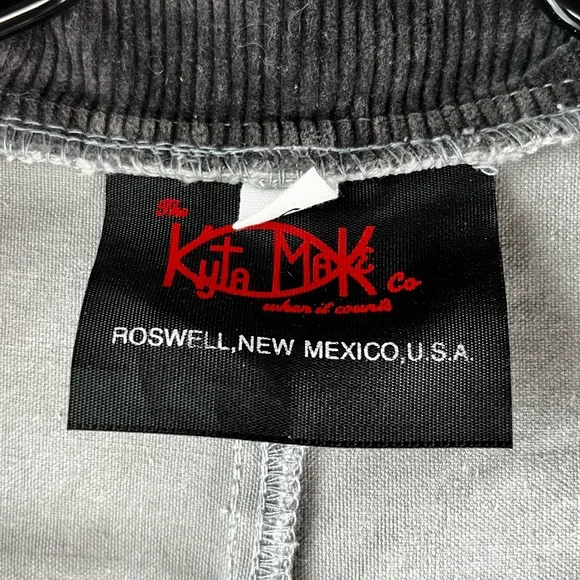 The
Kyta Make Co
when it counts
ROSWELL, NEW MEXICO, U.S.A.